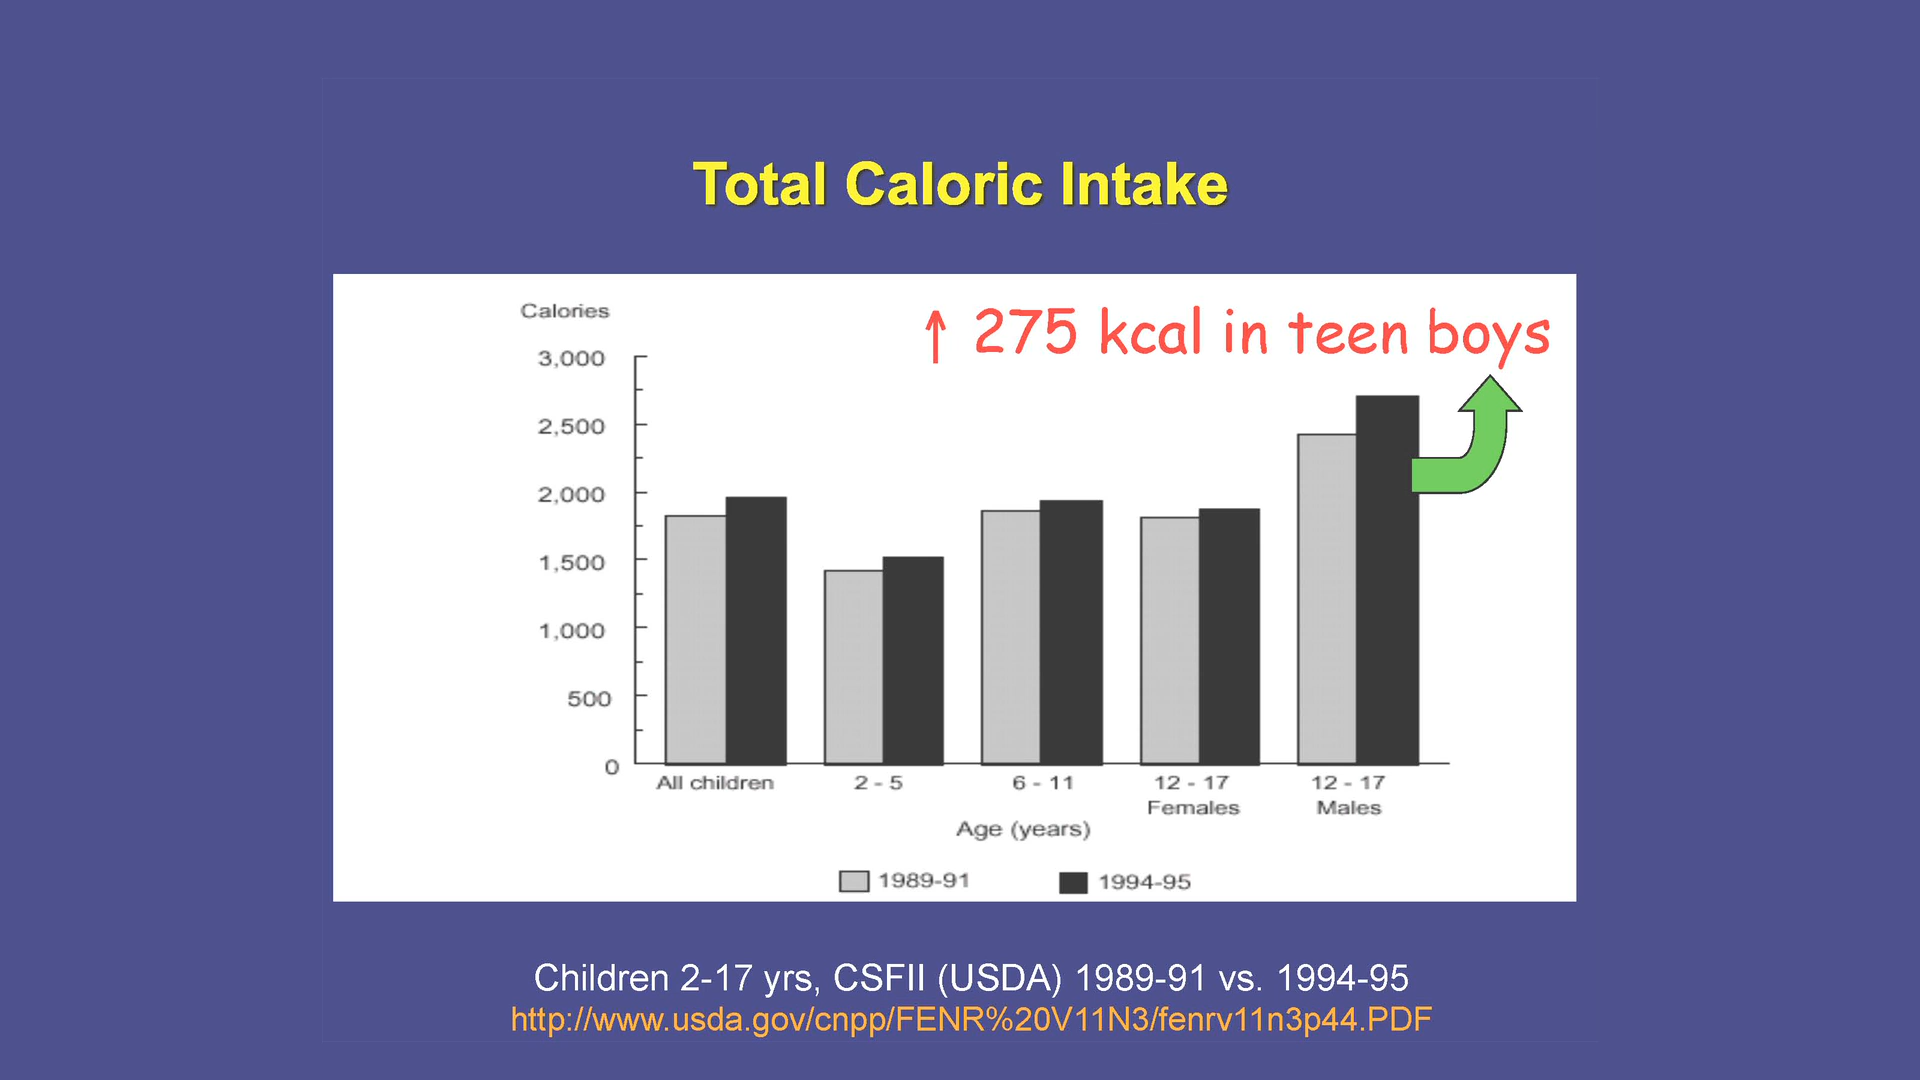 Total Caloric Intake
Calories
↑ 275 kcal in teen boys
3,000
2,500
2,000
1,500
1,000
500
0
All children
2 - 5
6 - 11
12 - 17
Females
12 - 17
Males
Age (years)
1989-91
1994-95
Children 2-17 yrs, CSFII (USDA) 1989-91 vs. 1994-95
http://www.usda.gov/cnpp/FENR%20V11N3/fenrv11n3p44.PDF